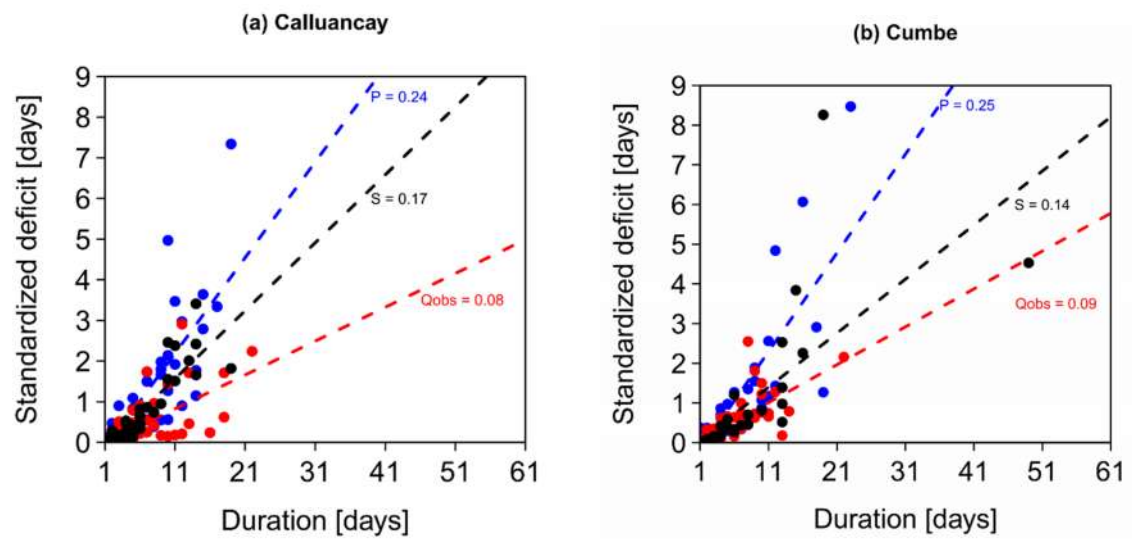 (a) Calluancay
Standardized deficit [days]
9
8
7
6
5
4
3
2
1
0
P = 0.24
S = 0.17
Qobs = 0.08
1 11 21 31 41 51 61
Duration [days]
(b) Cumbe
Standardized deficit [days]
9
8
7
6
5
4
3
2
1
0
P = 0.25
S = 0.14
Qobs = 0.09
1 11 21 31 41 51 61
Duration [days]